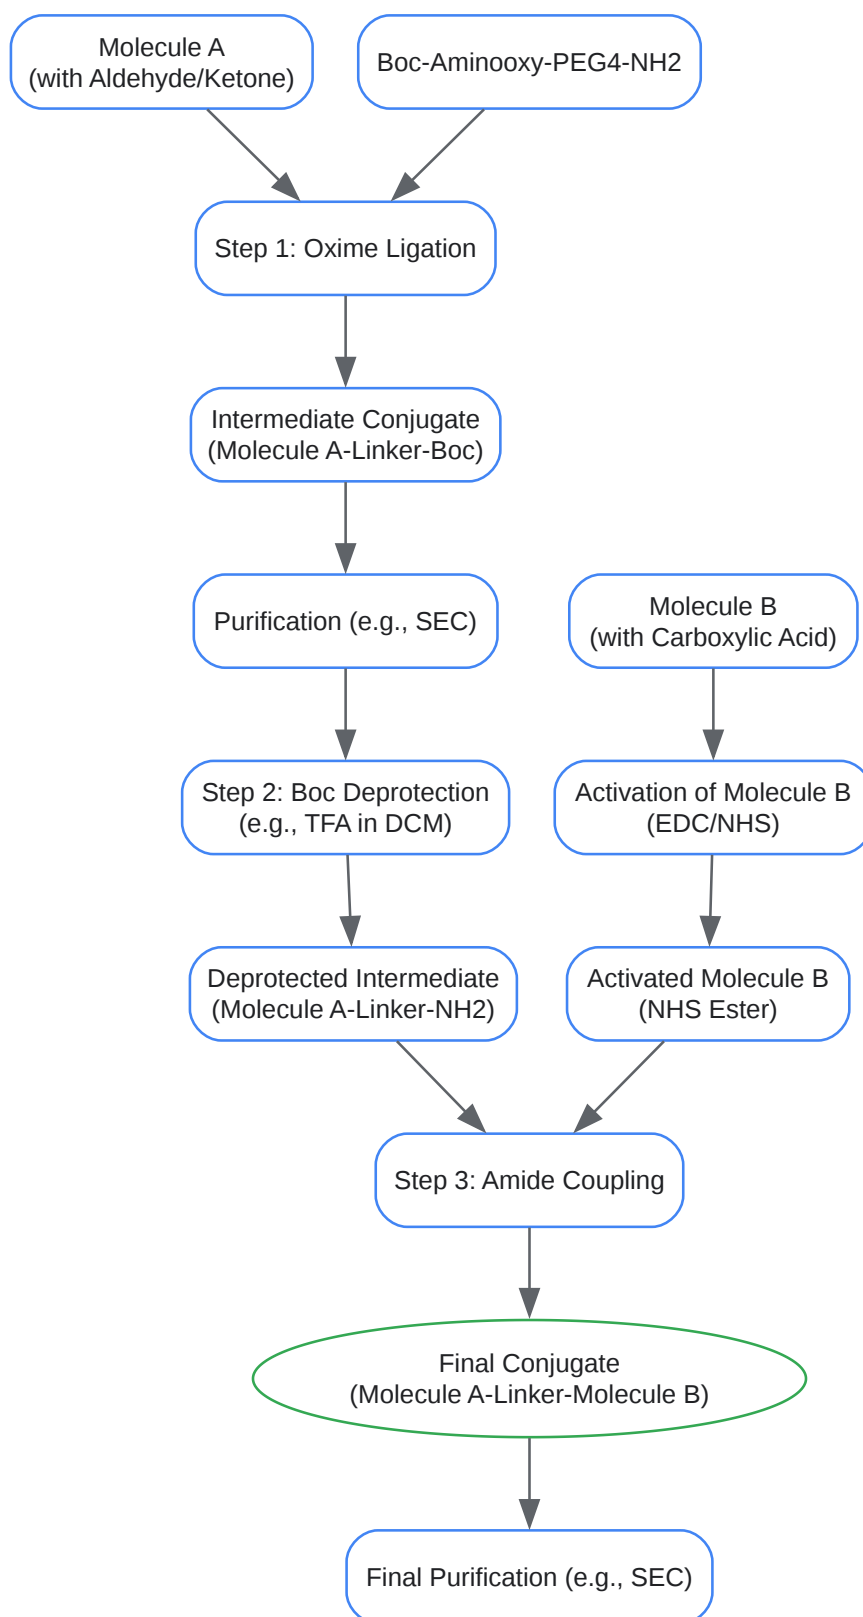 Molecule A
(with Aldehyde/Ketone)
Boc-Aminooxy-PEG4-NH2
Step 1: Oxime Ligation
Intermediate Conjugate
(Molecule A-Linker-Boc)
Purification (e.g., SEC)
Molecule B
(with Carboxylic Acid)
Step 2: Boc Deprotection
(e.g., TFA in DCM)
Activation of Molecule B
(EDC/NHS)
Deprotected Intermediate
(Molecule A-Linker-NH2)
Activated Molecule B
(NHS Ester)
Step 3: Amide Coupling
Final Conjugate
(Molecule A-Linker-Molecule B)
Final Purification (e.g., SEC)